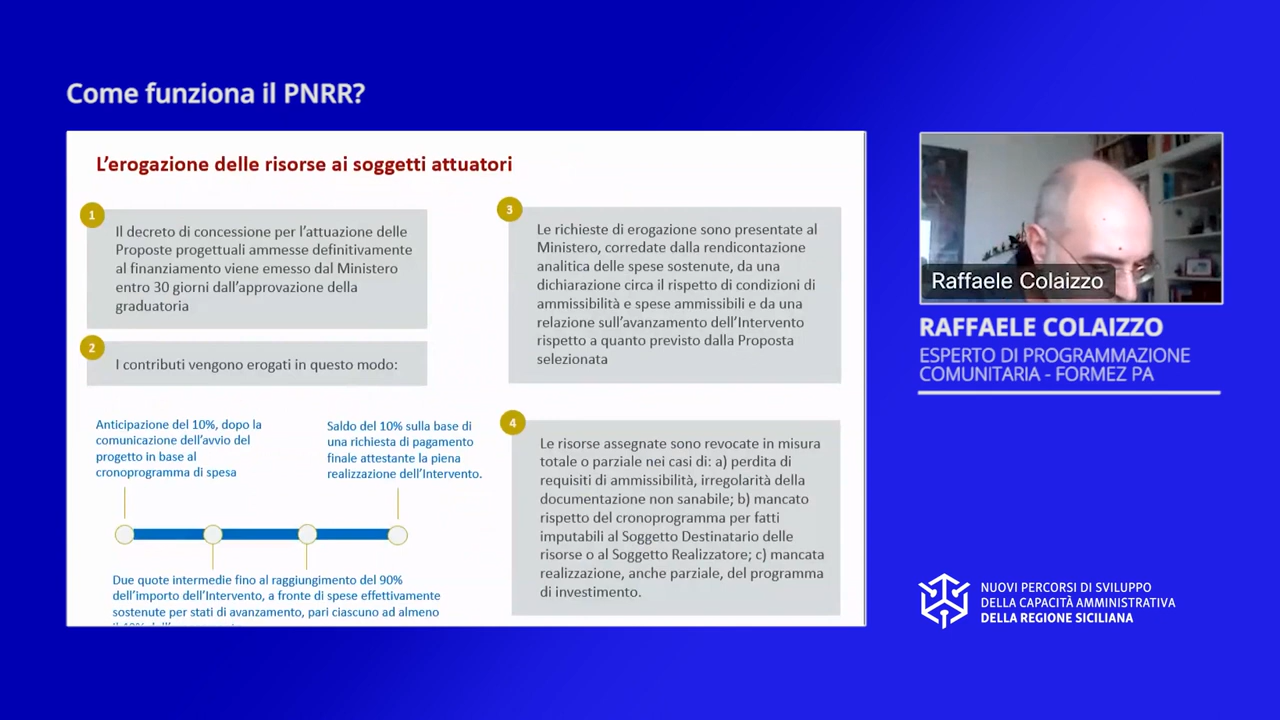 Come funziona il PNRR?
L'erogazione delle risorse ai soggetti attuatori
1
Il decreto di concessione per l'attuazione delle
Proposte progettuali ammesse definitivamente
al finanziamento viene emesso dal Ministero
entro 30 giorni dall'approvazione della
graduatoria
2
I contributi vengono erogati in questo modo:
Anticipazione del 10%, dopo la
comunicazione dell'avvio del
progetto in base al
cronoprogramma di spesa
Saldo del 10% sulla base di
una richiesta di pagamento
finale attestante la piena
realizzazione dell'Intervento.
Due quote intermedie fino al raggiungimento del 90%
dell'importo dell'Intervento, a fronte di spese effettivamente
sostenute per stati di avanzamento, pari ciascuno ad almeno
3
Le richieste di erogazione sono presentate al
Ministero, corredate dalla rendicontazione
analitica delle spese sostenute, da una
dichiarazione circa il rispetto di condizioni di
ammissibilità e spese ammissibili e da una
relazione sull'avanzamento dell'Intervento
rispetto a quanto previsto dalla Proposta
selezionata
4
Le risorse assegnate sono revocate in misura
totale o parziale nei casi di: a) perdita di
requisiti di ammissibilità, irregolarità della
documentazione non sanabile; b) mancato
rispetto del cronoprogramma per fatti
imputabili al Soggetto Destinatario delle
risorse o al Soggetto Realizzatore; c) mancata
realizzazione, anche parziale, del programma
di investimento.
Raffaele Colaizzo
RAFFAELE COLAIZZO
ESPERTO DI PROGRAMMAZIONE
COMUNITARIA - FORMEZ PA
NUOVI PERCORSI DI SVILUPPO
DELLA CAPACITÀ AMMINISTRATIVA
DELLA REGIONE SICILIANA